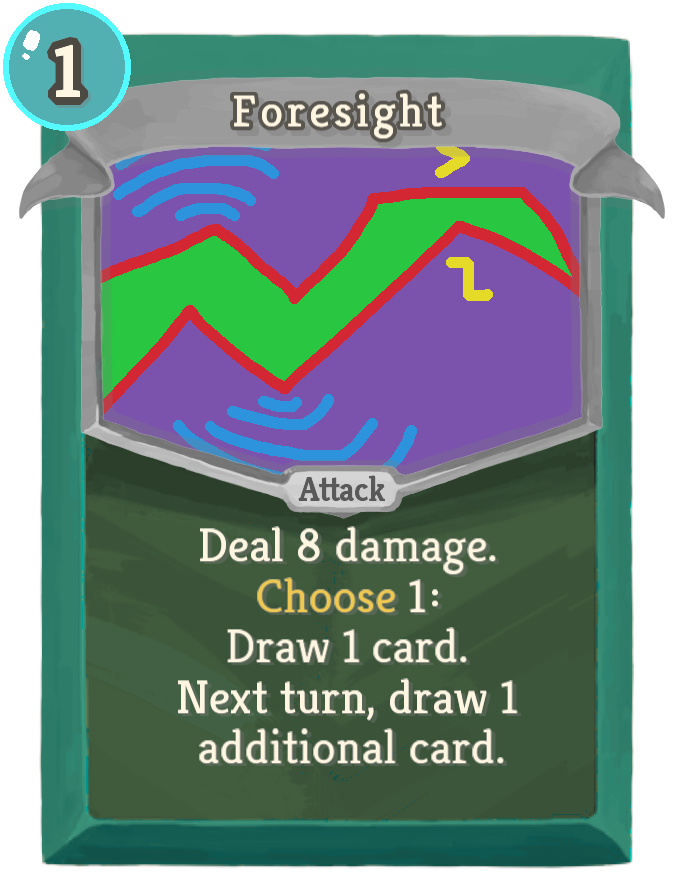 1
Foresight
Attack
Deal 8 damage.
Choose 1:
Draw 1 card.
Next turn, draw 1
additional card.